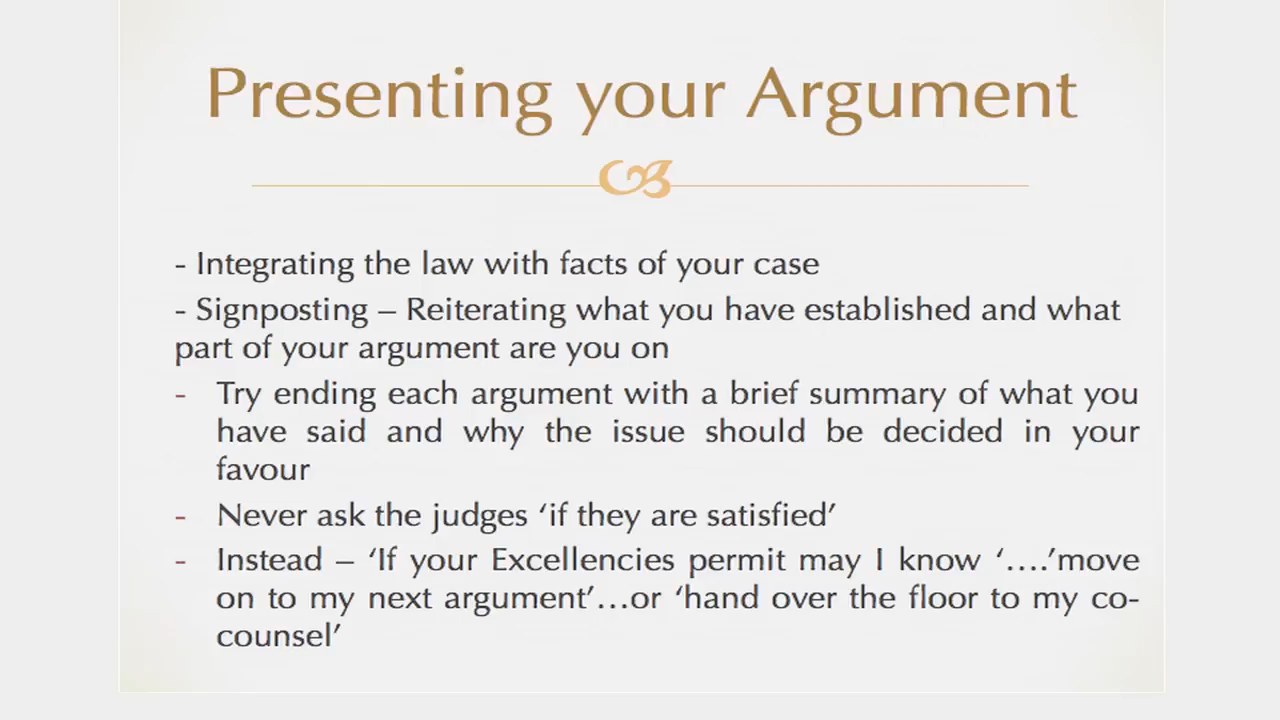 Presenting your Argument
- Integrating the law with facts of your case
- Signposting – Reiterating what you have established and what
part of your argument are you on
- Try ending each argument with a brief summary of what you
have said and why the issue should be decided in your
favour
- Never ask the judges ‘if they are satisfied’
- Instead – ‘If your Excellencies permit may I know ‘….’move
on to my next argument’…or ‘hand over the floor to my co-
counsel’